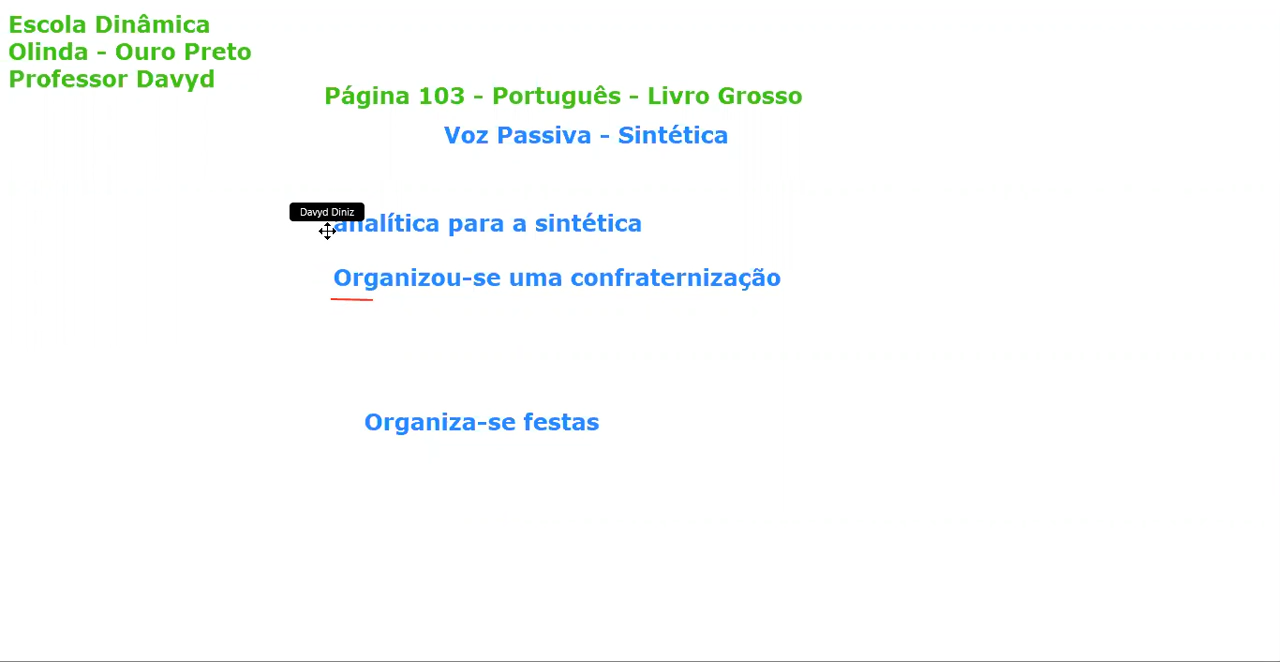 Escola Dinâmica
Olinda - Ouro Preto
Professor Davyd
Página 103 - Português - Livro Grosso
Voz Passiva - Sintética
Davyd Diniz
analítica para a sintética
Organizou-se uma confraternização
Organiza-se festas